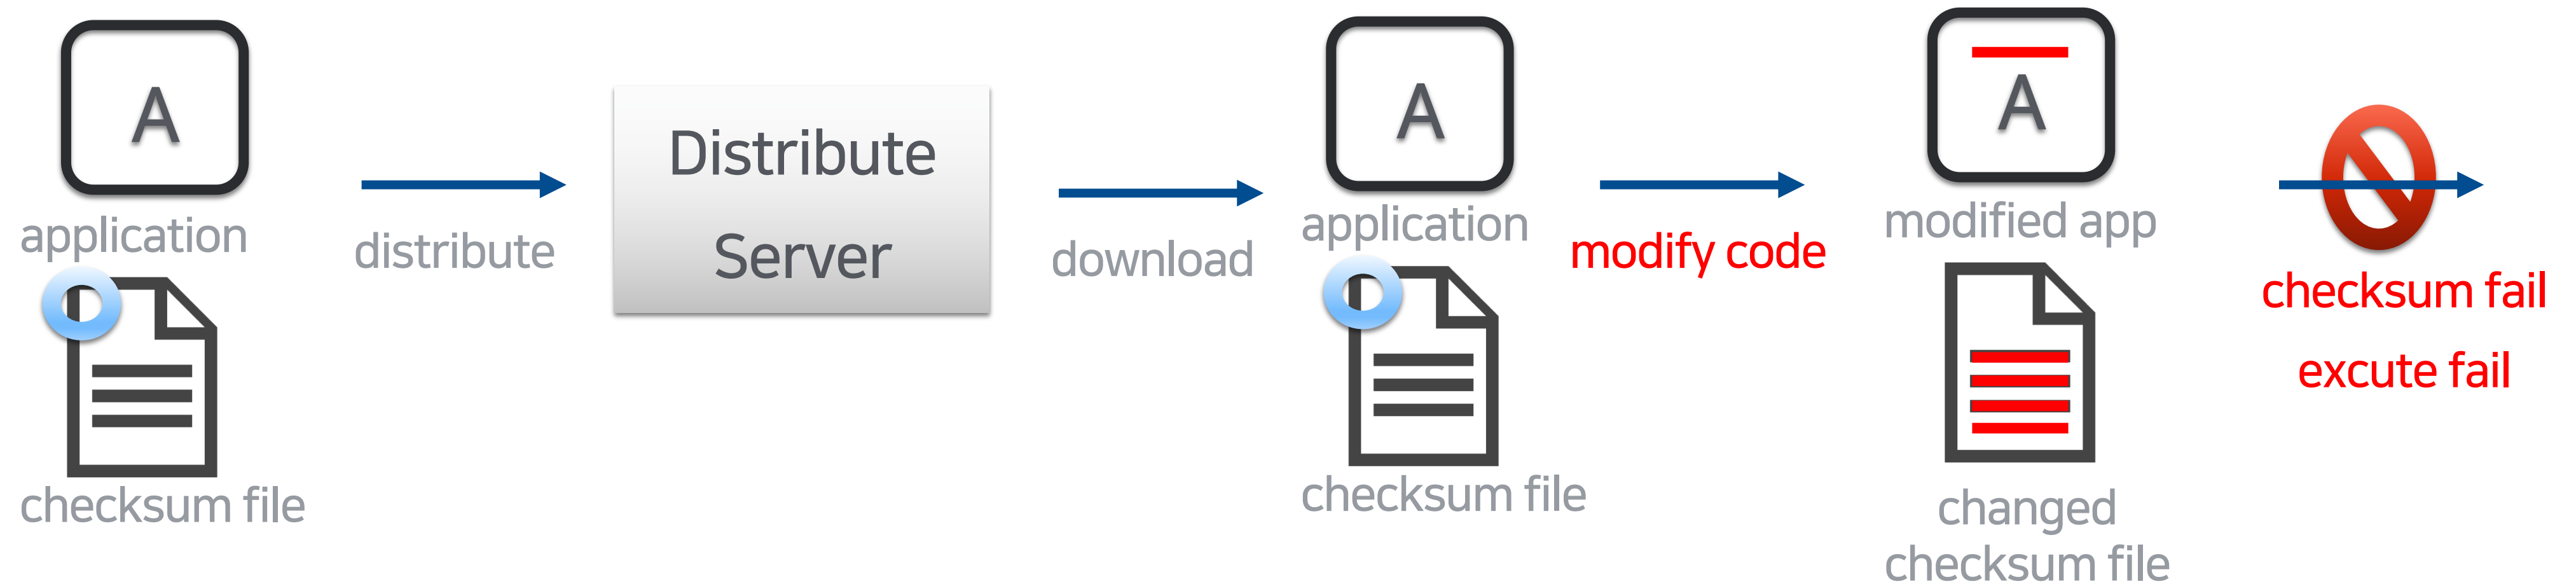 A
application
checksum file
distribute
Distribute
Server
download
A
application
checksum file
modify code
A
modified app
changed
checksum file
checksum fail
excute fail